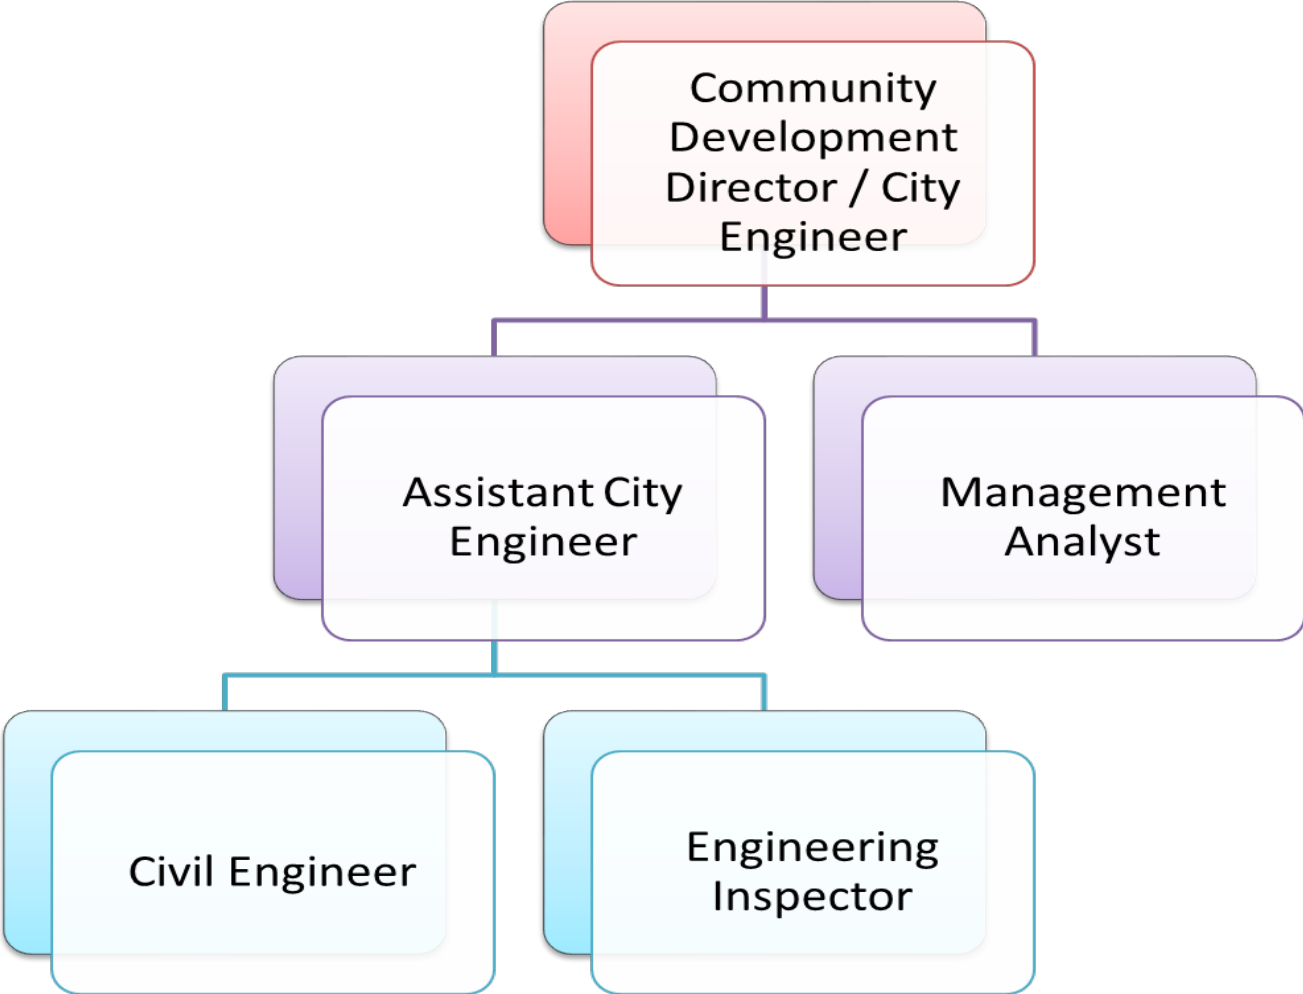 Community
Development
Director / City
Engineer
Assistant City
Engineer
Management
Analyst
Civil Engineer
Engineering
Inspector